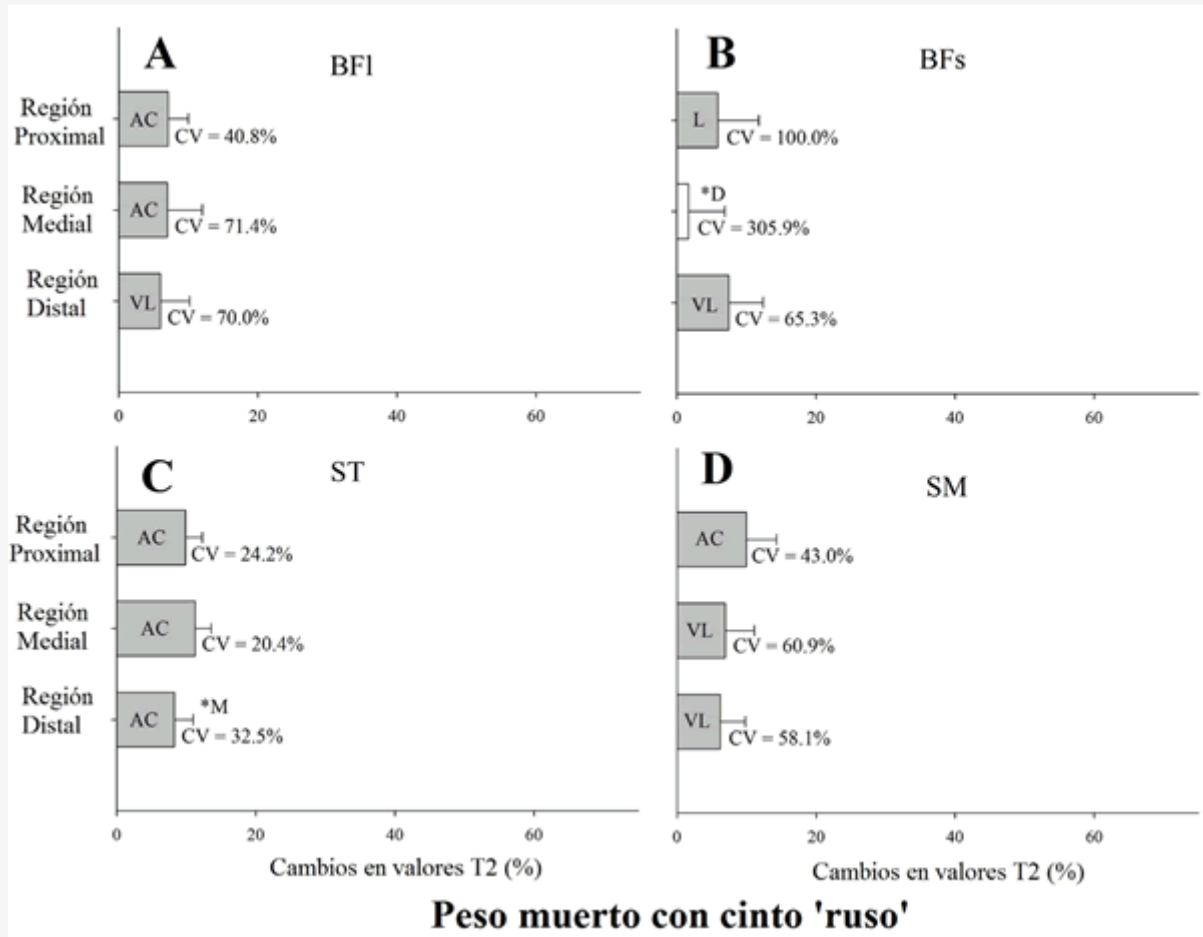 A
BFl
Región
Proximal
AC
CV = 40.8%
Región
Medial
AC
CV = 71.4%
Región
Distal
VL
CV = 70.0%
0 20 40 60
B
BFs
L
CV = 100.0%
*D
CV = 305.9%
VL
CV = 65.3%
0 20 40 60
C
ST
Región
Proximal
AC
CV = 24.2%
Región
Medial
AC
CV = 20.4%
Región
Distal
AC
*M
CV = 32.5%
0 20 40 60
Cambios en valores T2 (%)
D
SM
AC
CV = 43.0%
VL
CV = 60.9%
VL
CV = 58.1%
0 20 40 60
Cambios en valores T2 (%)
Peso muerto con cinto 'ruso'